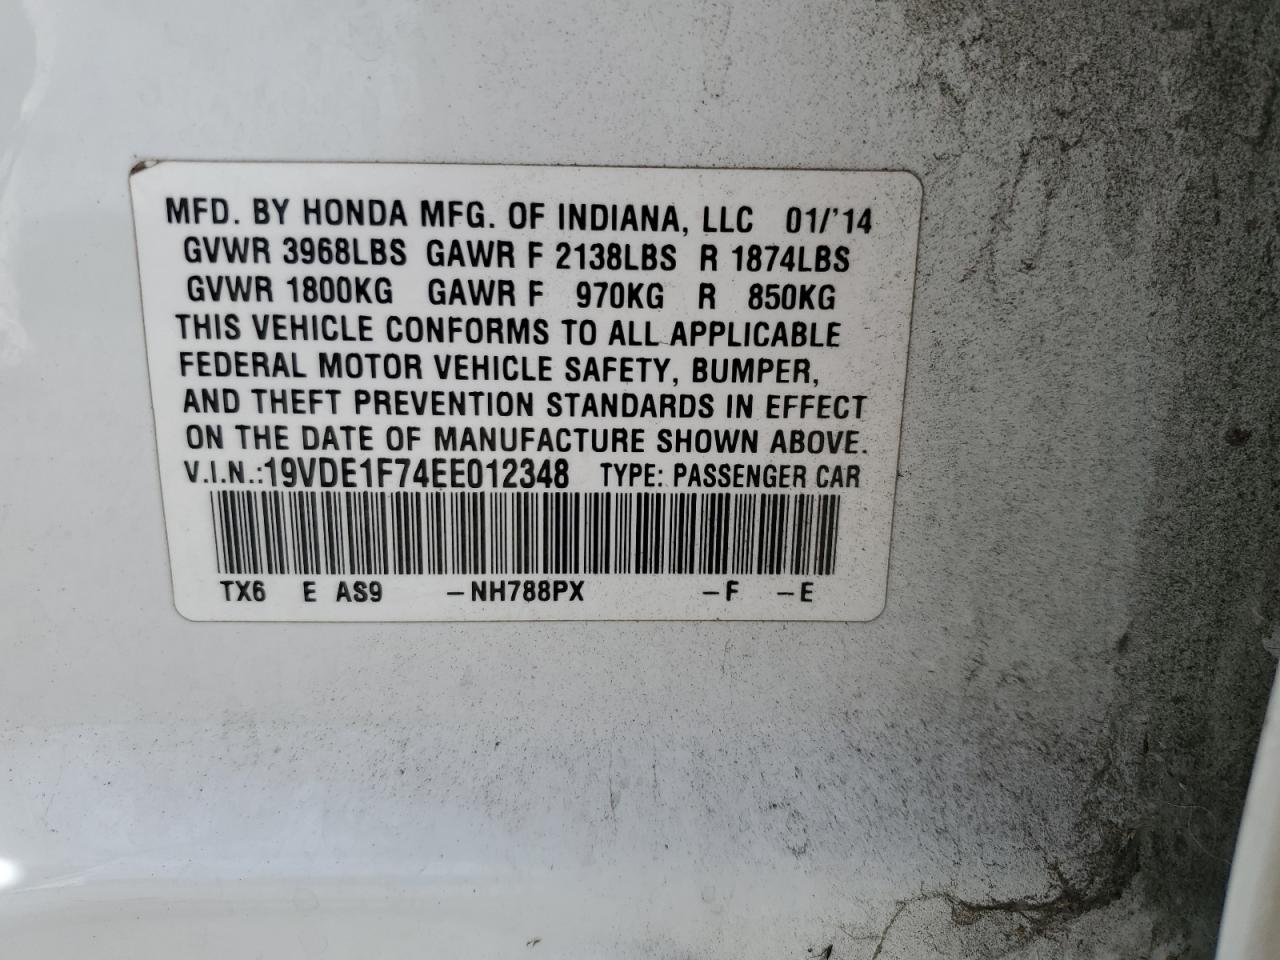 MFD. BY HONDA MFG. OF INDIANA, LLC 01/'14
GVWR 3968LBS GAWR F 2138LBS R 1874LBS
GVWR 1800KG GAWR F 970KG R 850KG
THIS VEHICLE CONFORMS TO ALL APPLICABLE
FEDERAL MOTOR VEHICLE SAFETY, BUMPER,
AND THEFT PREVENTION STANDARDS IN EFFECT
ON THE DATE OF MANUFACTURE SHOWN ABOVE.
V.I.N.:19VDE1F74EE012348 TYPE: PASSENGER CAR
TX6 E AS9 -NH788PX -F -E